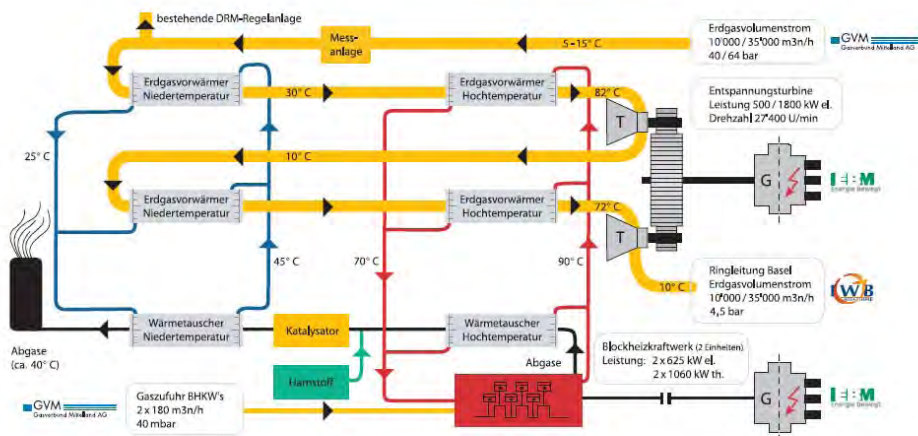 bestehende DRM-Regelanlage
Mess-
anlage
5-15° C
Erdgasvolumenstrom
10'000 / 35'000 m3n/h
40 / 64 bar
GVM
Gasverbund Mittelland AG
Erdgasvorwärmer
Niedertemperatur
30° C
Erdgasvorwärmer
Hochtemperatur
82° C
T
Entspannungsturbine
Leistung 500 / 1800 kW el.
Drehzahl 27'400 U/min
25° C
10° C
G
EBM
Energie bewegt
Erdgasvorwärmer
Niedertemperatur
Erdgasvorwärmer
Hochtemperatur
72° C
T
45° C
70° C
90° C
10° C
Ringleitung Basel
Erdgasvolumenstrom
10'000 / 35'000 m3n/h
4,5 bar
IWB
Wärmetauscher
Niedertemperatur
Katalysator
Wärmetauscher
Hochtemperatur
Abgase
(ca. 40° C)
Harnstoff
Abgase
Blockheizkraftwerk (2 Einheiten)
Leistung: 2 x 625 kW el.
2 x 1060 kW th.
GVM
Gasverbund Mittelland AG
Gaszufuhr BHKW's
2 x 180 m3n/h
40 mbar
G
EBM
Energie bewegt